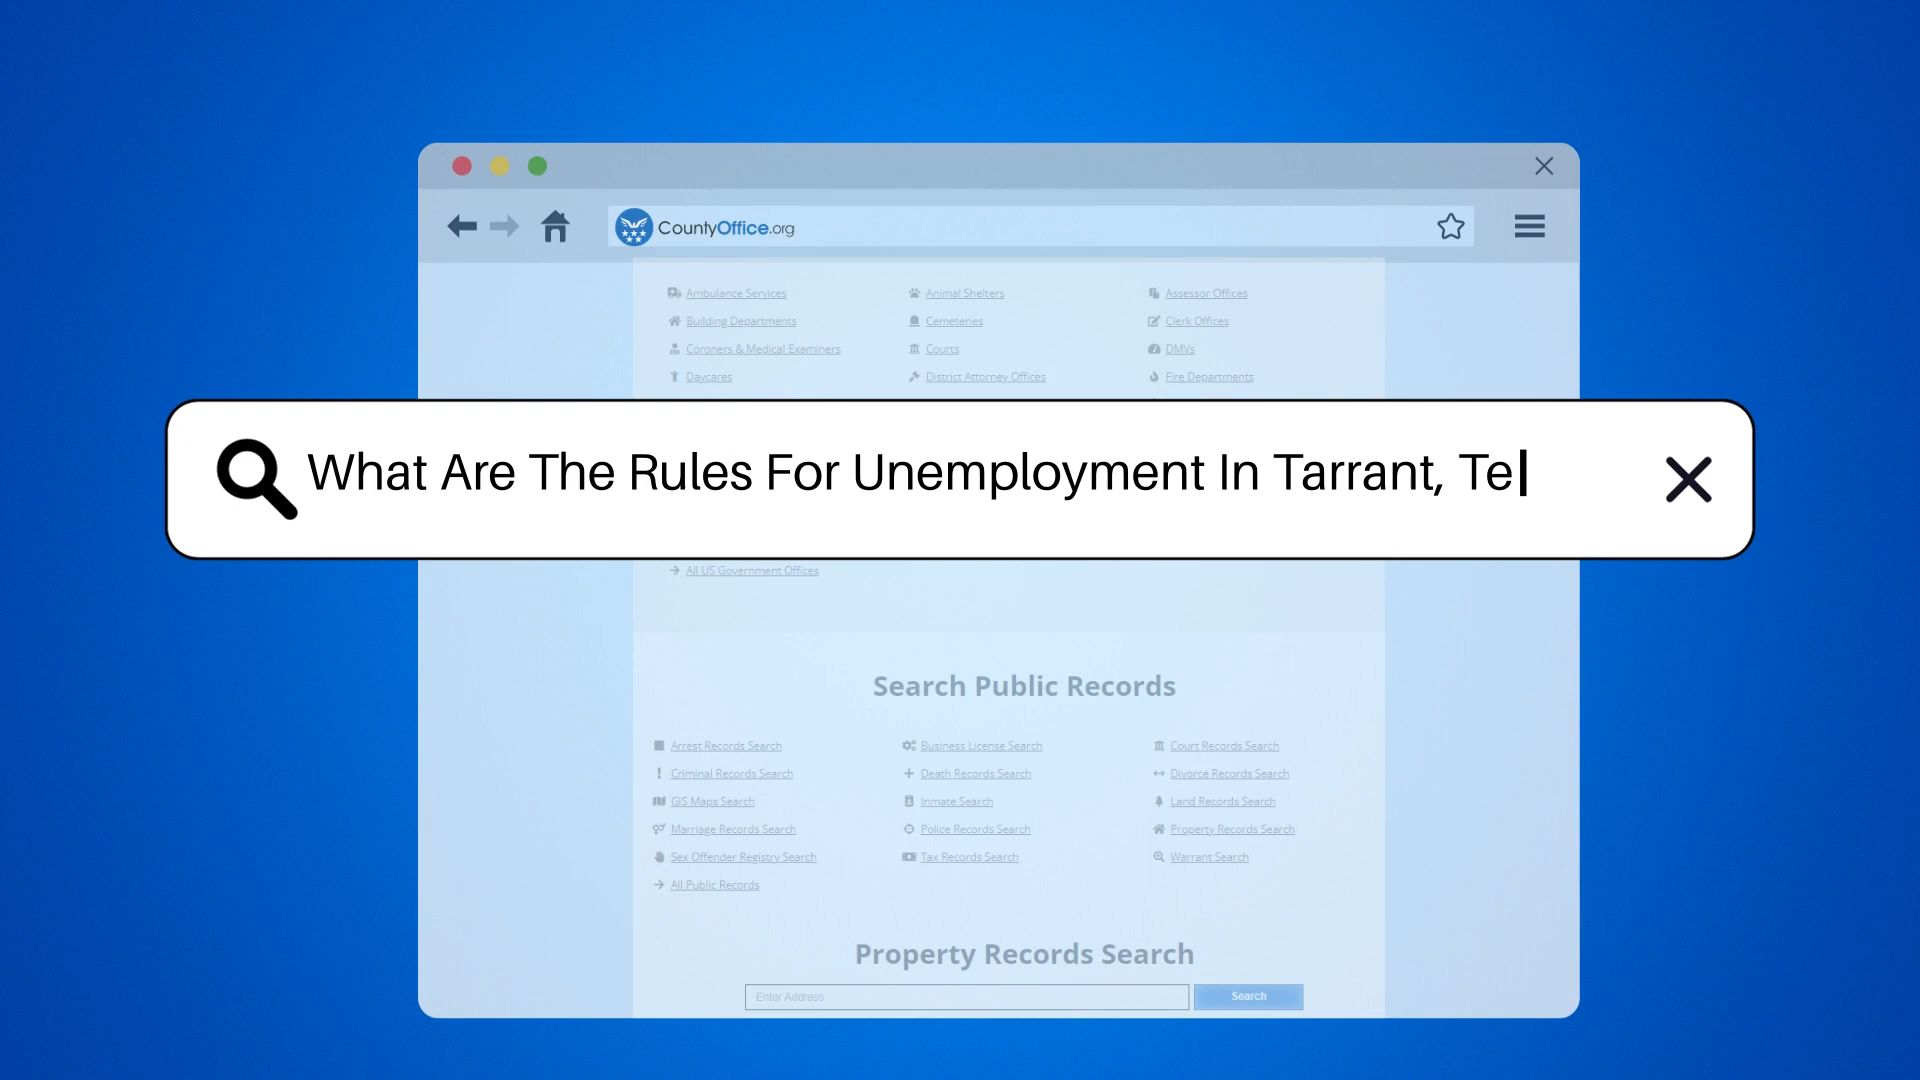 CountyOffice.org
Ambulance Services Animal Shelters Assessor Offices
Building Departments Cemeteries Clerk Offices
Coroners & Medical Examiners Courts DMVs
Daycares District Attorney Offices Fire Departments
What Are The Rules For Unemployment In Tarrant, Te
All US Government Offices
Search Public Records
Arrest Records Search Business License Search Court Records Search
Criminal Records Search Death Records Search Divorce Records Search
GIS Maps Search Inmate Search Land Records Search
Marriage Records Search Police Records Search Property Records Search
Sex Offender Registry Search Tax Records Search Warrant Search
All Public Records
Property Records Search
Enter Address Search